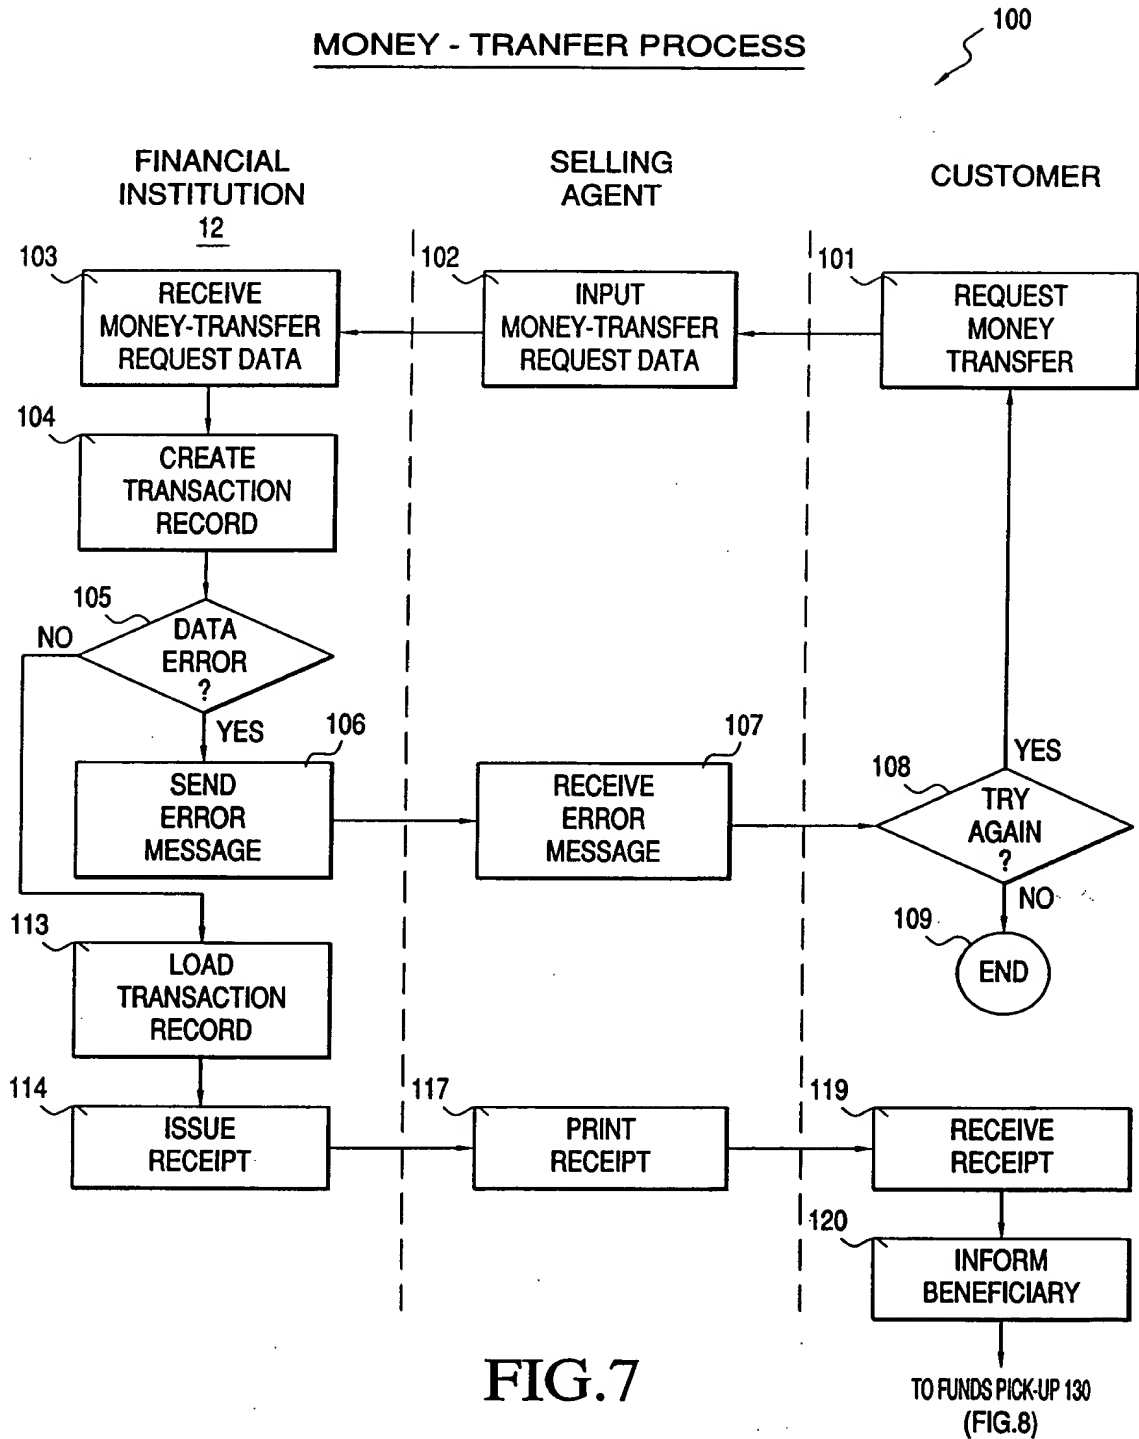 MONEY - TRANFER PROCESS
100
FINANCIAL
INSTITUTION
12
SELLING
AGENT
CUSTOMER
103
RECEIVE
MONEY-TRANSFER
REQUEST DATA
102
INPUT
MONEY-TRANSFER
REQUEST DATA
101
REQUEST
MONEY
TRANSFER
104
CREATE
TRANSACTION
RECORD
105
DATA
ERROR
?
NO
YES
106
SEND
ERROR
MESSAGE
107
RECEIVE
ERROR
MESSAGE
108
TRY
AGAIN
?
YES
NO
109
END
113
LOAD
TRANSACTION
RECORD
114
ISSUE
RECEIPT
117
PRINT
RECEIPT
119
RECEIVE
RECEIPT
120
INFORM
BENEFICIARY
TO FUNDS PICK-UP 130
(FIG.8)
FIG.7